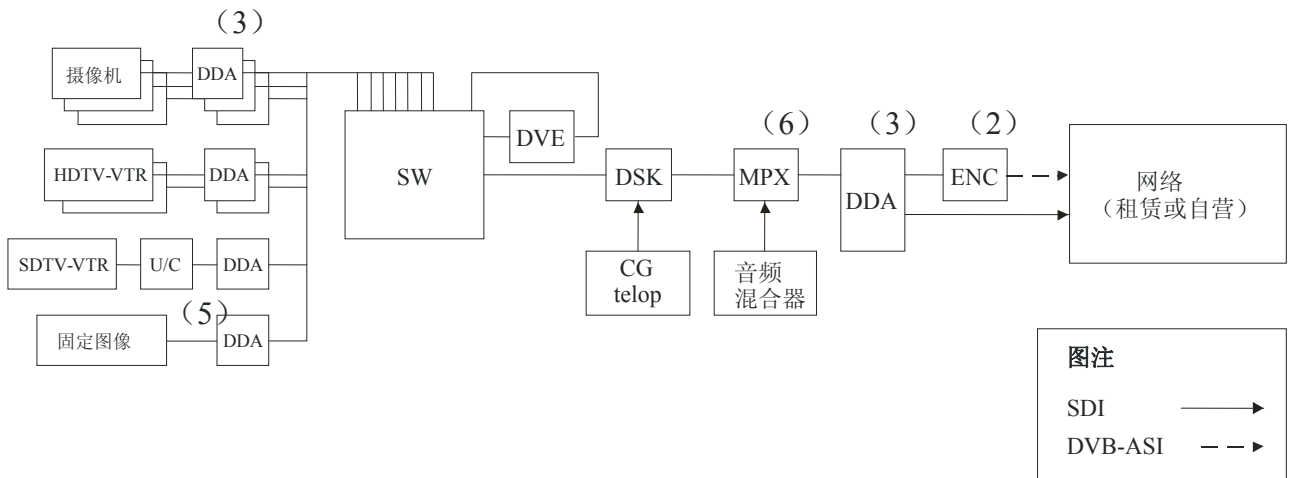 （3）
摄像机
DDA
HDTV-VTR
DDA
SDTV-VTR
U/C
DDA
（5）
固定图像
DDA
SW
DVE
DSK
CG
telop
（6）
MPX
音频
混合器
（3）
DDA
（2）
ENC
网络
（租赁或自营）
图注
SDI
DVB-ASI